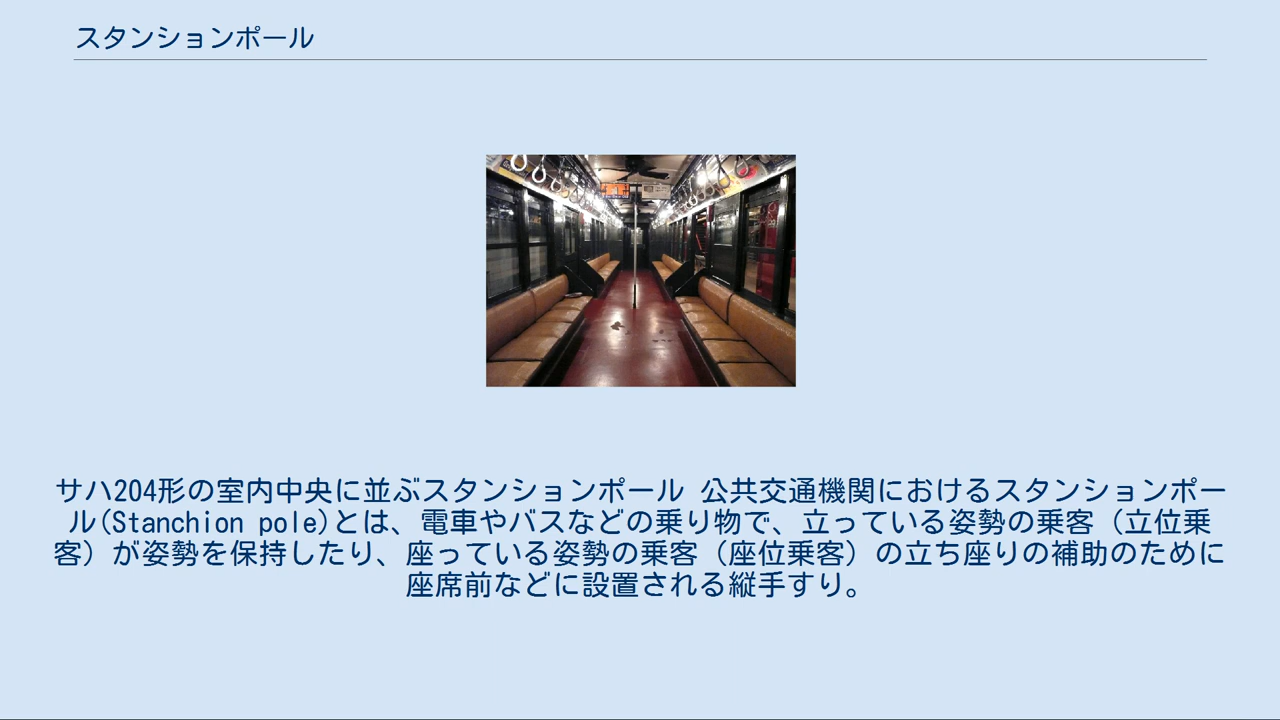 スタンションポール
サハ204形の室内中央に並ぶスタンションポール 公共交通機関におけるスタンションポー
ル(Stanchion pole)とは、電車やバスなどの乗り物で、立っている姿勢の乗客（立位乗
客）が姿勢を保持したり、座っている姿勢の乗客（座位乗客）の立ち座りの補助のために
座席前などに設置される縦手すり。